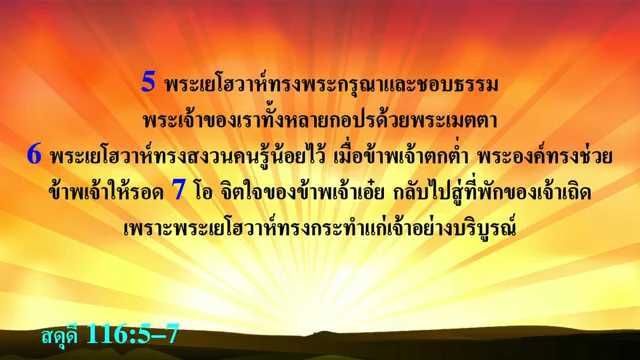 5 พระเยโฮวาห์ทรงพระกรุณาและชอบธรรม
พระเจ้าของเราทั้งหลายกอปรด้วยพระเมตตา
6 พระเยโฮวาห์ทรงสงวนคนรู้น้อยไว้ เมื่อข้าพเจ้าตกต่ำ พระองค์ทรงช่วย
ข้าพเจ้าให้รอด 7 โอ จิตใจของข้าพเจ้าเอ๋ย กลับไปสู่ที่พักของเจ้าเถิด
เพราะพระเยโฮวาห์ทรงกระทำแก่เจ้าอย่างบริบูรณ์
สดุดี 116:5–7